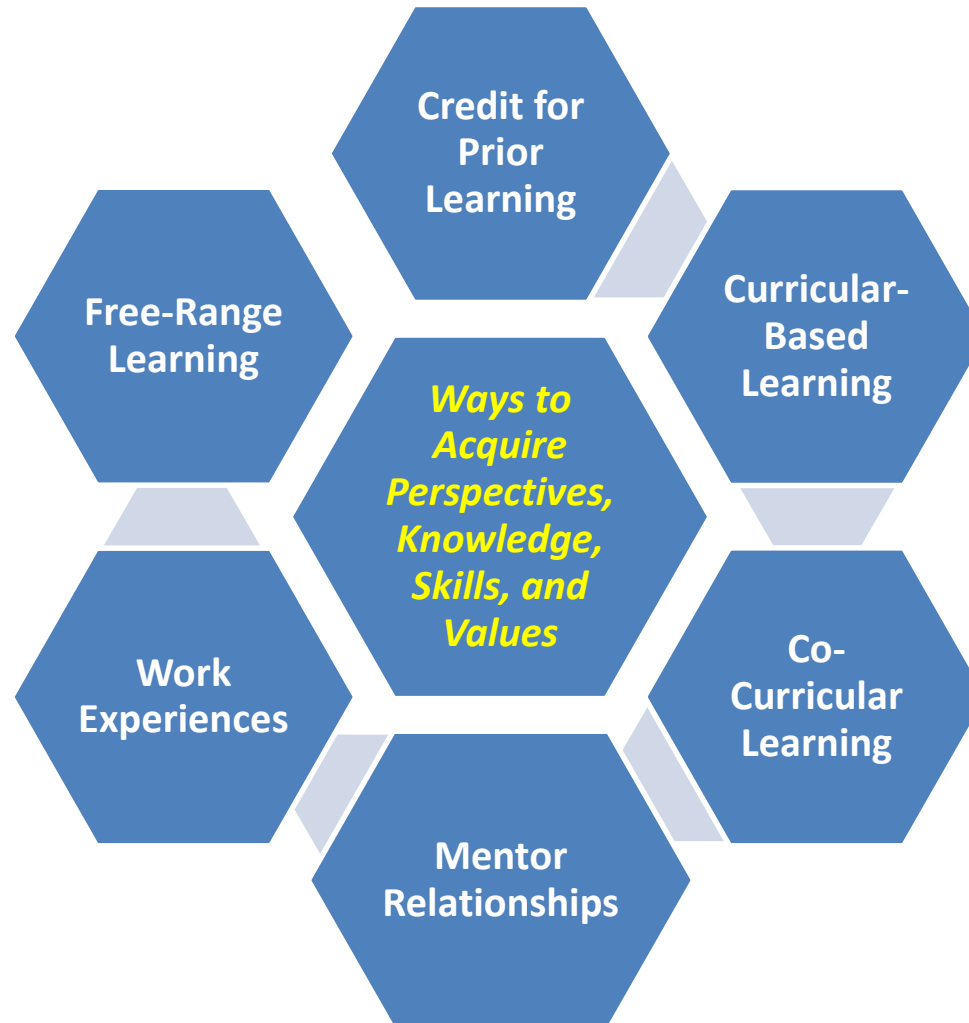 Credit for
Prior
Learning
Curricular-
Based
Learning
Co-
Curricular
Learning
Mentor
Relationships
Work
Experiences
Free-Range
Learning
Ways to
Acquire
Perspectives,
Knowledge,
Skills, and
Values